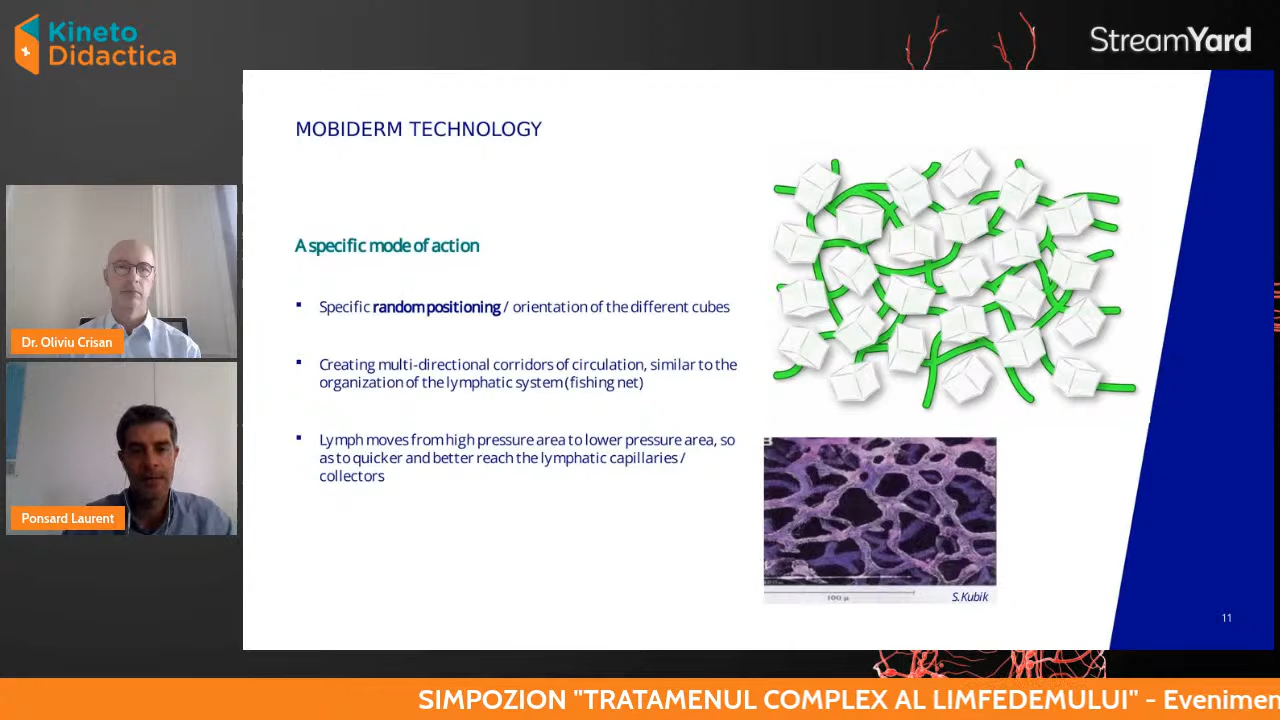 Kineto
Didactica
StreamYard
MOBIDERM TECHNOLOGY
A specific mode of action
▪ Specific random positioning / orientation of the different cubes
▪ Creating multi-directional corridors of circulation, similar to the
organization of the lymphatic system (fishing net)
▪ Lymph moves from high pressure area to lower pressure area, so
as to quicker and better reach the lymphatic capillaries /
collectors
Dr. Oliviu Crisan
Ponsard Laurent
100 µ
S.Kubik
11
SIMPOZION "TRATAMENUL COMPLEX AL LIMFEDEMULUI" - Evenimen